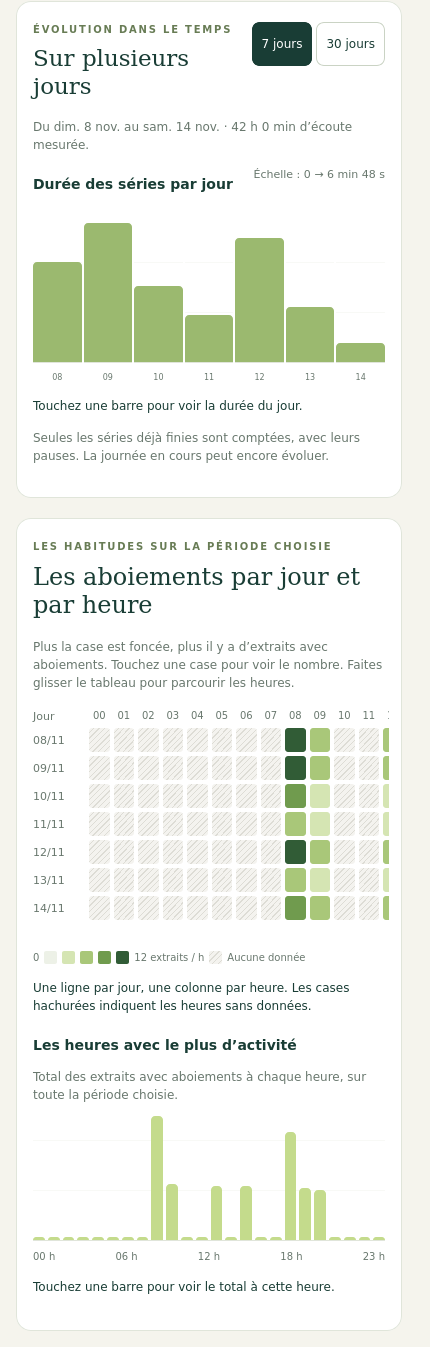 ÉVOLUTION DANS LE TEMPS
Sur plusieurs
jours
7 jours
30 jours
Du dim. 8 nov. au sam. 14 nov. · 42 h 0 min d’écoute
mesurée.
Durée des séries par jour
Échelle : 0 → 6 min 48 s
08 09 10 11 12 13 14
Touchez une barre pour voir la durée du jour.
Seules les séries déjà finies sont comptées, avec leurs
pauses. La journée en cours peut encore évoluer.
LES HABITUDES SUR LA PÉRIODE CHOISIE
Les aboiements par jour et
par heure
Plus la case est foncée, plus il y a d’extraits avec
aboiements. Touchez une case pour voir le nombre. Faites
glisser le tableau pour parcourir les heures.
Jour 00 01 02 03 04 05 06 07 08 09 10 11
08/11
09/11
10/11
11/11
12/11
13/11
14/11
0 12 extraits / h Aucune donnée
Une ligne par jour, une colonne par heure. Les cases
hachurées indiquent les heures sans données.
Les heures avec le plus d’activité
Total des extraits avec aboiements à chaque heure, sur
toute la période choisie.
00 h 06 h 12 h 18 h 23 h
Touchez une barre pour voir le total à cette heure.